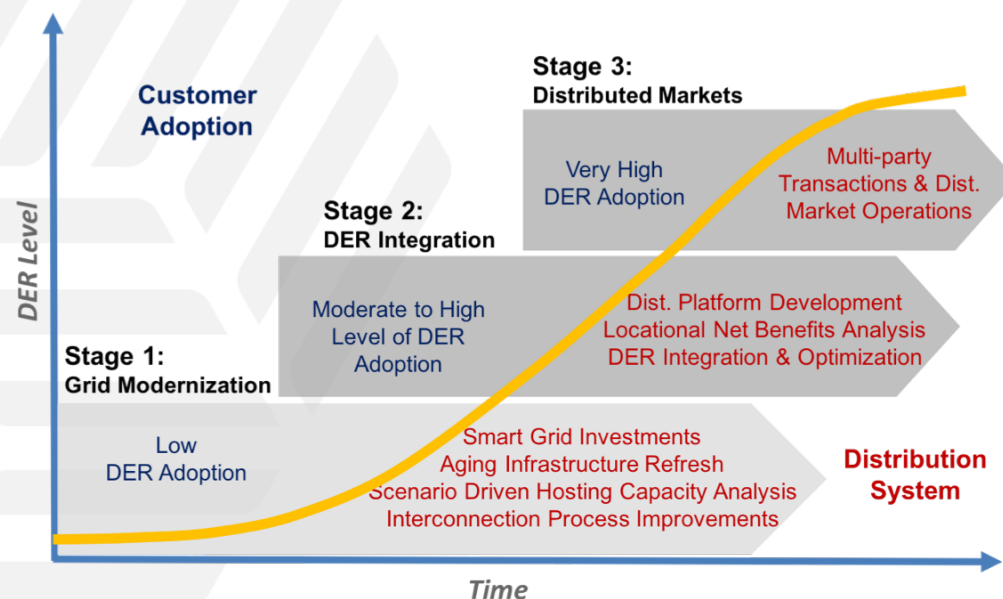 Customer
Adoption
Stage 3:
Distributed Markets
Very High
DER Adoption
Multi-party
Transactions & Dist.
Market Operations
Stage 2:
DER Integration
Moderate to High
Level of DER
Adoption
Dist. Platform Development
Locational Net Benefits Analysis
DER Integration & Optimization
Stage 1:
Grid Modernization
Low
DER Adoption
Smart Grid Investments
Aging Infrastructure Refresh
Scenario Driven Hosting Capacity Analysis
Interconnection Process Improvements
Distribution
System
DER Level
Time